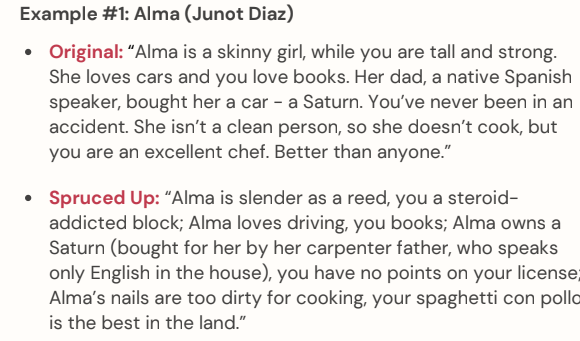 Example #1: Alma (Junot Diaz)
• Original: “Alma is a skinny girl, while you are tall and strong.
She loves cars and you love books. Her dad, a native Spanish
speaker, bought her a car - a Saturn. You’ve never been in an
accident. She isn’t a clean person, so she doesn’t cook, but
you are an excellent chef. Better than anyone.”
• Spruced Up: “Alma is slender as a reed, you a steroid-
addicted block; Alma loves driving, you books; Alma owns a
Saturn (bought for her by her carpenter father, who speaks
only English in the house), you have no points on your license;
Alma’s nails are too dirty for cooking, your spaghetti con pollo
is the best in the land.”